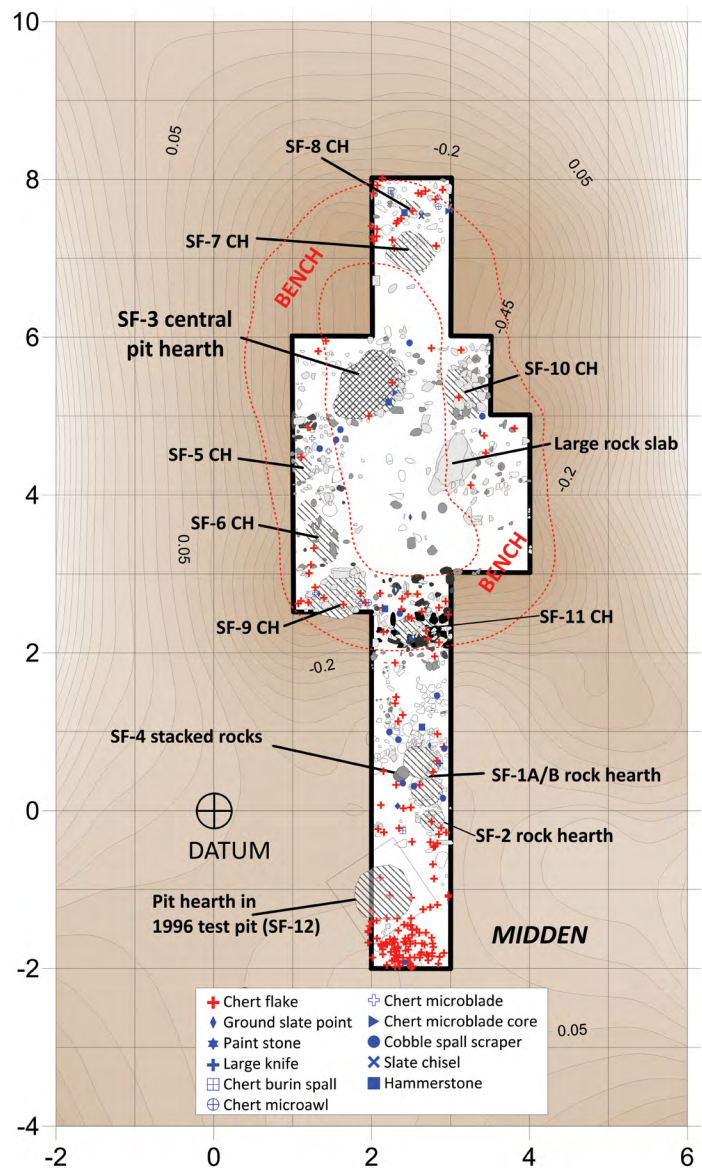 10
0.05
SF-8 CH
-0.2
0.05
8
SF-7 CH
BENCH
SF-3 central
pit hearth
-0.45
6
SF-10 CH
SF-5 CH
Large rock slab
-0.2
4
SF-6 CH
0.05
BENCH
SF-9 CH
SF-11 CH
2
-0.2
SF-4 stacked rocks
SF-1A/B rock hearth
0
DATUM
SF-2 rock hearth
Pit hearth in
1996 test pit (SF-12)
MIDDEN
-2
Chert flake
Ground slate point
Paint stone
Large knife
Chert burin spall
Chert microawl
Chert microblade
Chert microblade core
Cobble spall scraper
Slate chisel
Hammerstone
0.05
-4
-2 0 2 4 6